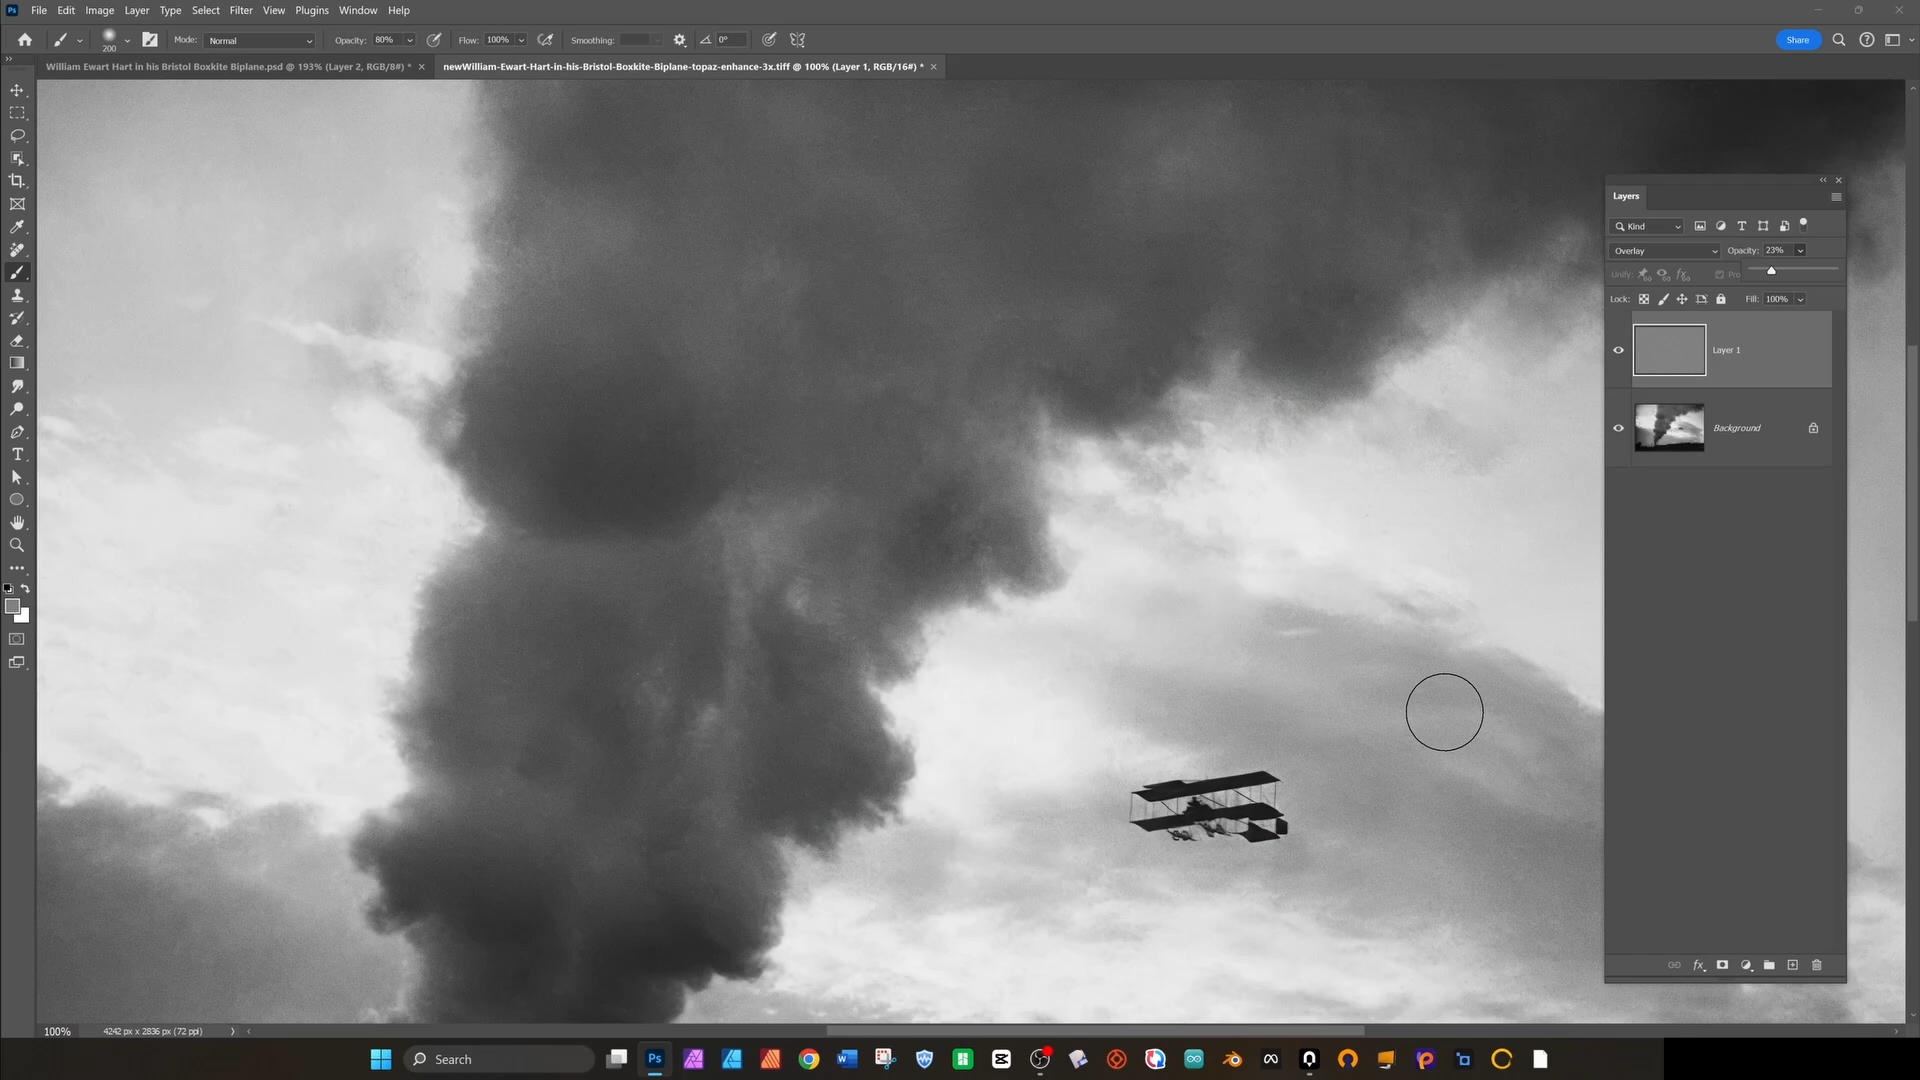 File Edit Image Layer Type Select Filter View Plugins Window Help
200 Mode: Normal Opacity: 80% Flow: 100% Smoothing: 0° Share
William Ewart Hart in his Bristol Boxkite Biplane.psd @ 193% (Layer 2, RGB/8#) * newWilliam-Ewart-Hart-in-his-Bristol-Boxkite-Biplane-topaz-enhance-3x.tiff @ 100% (Layer 1, RGB/16#) *
Layers
Kind
Overlay Opacity: 23%
Unify: Pro
Lock: Fill: 100%
Layer 1
Background
100% 4242 px x 2836 px (72 ppi)
Search